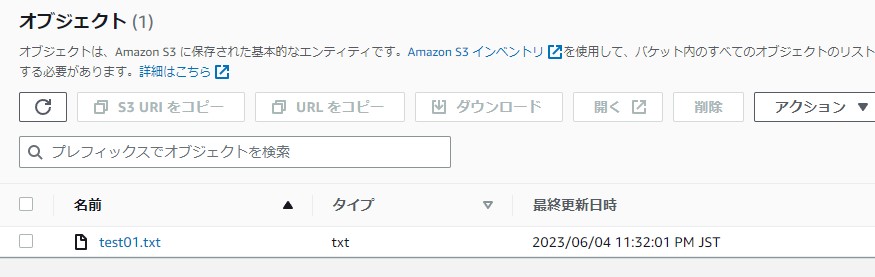 オブジェクト (1)
オブジェクトは、Amazon S3 に保存された基本的なエンティティです。Amazon S3 インベントリ を使用して、バケット内のすべてのオブジェクトのリスト
する必要があります。詳細はこちら
S3 URI をコピー URL をコピー ダウンロード 開く 削除 アクション
プレフィックスでオブジェクトを検索
名前 タイプ 最終更新日時
test01.txt txt 2023/06/04 11:32:01 PM JST